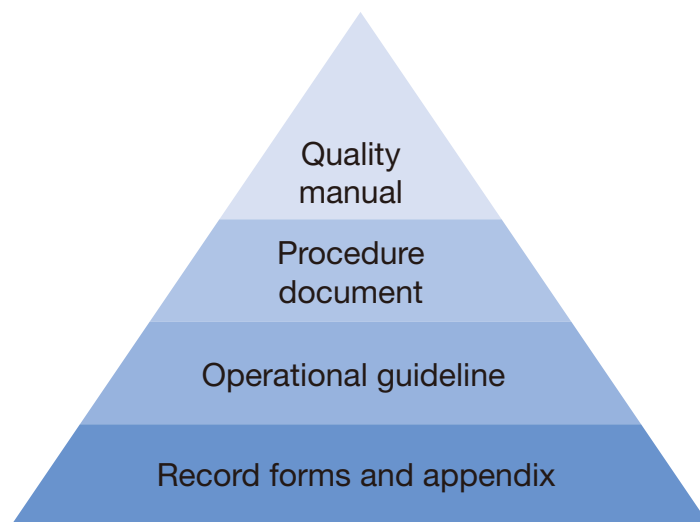 Quality
manual
Procedure
document
Operational guideline
Record forms and appendix